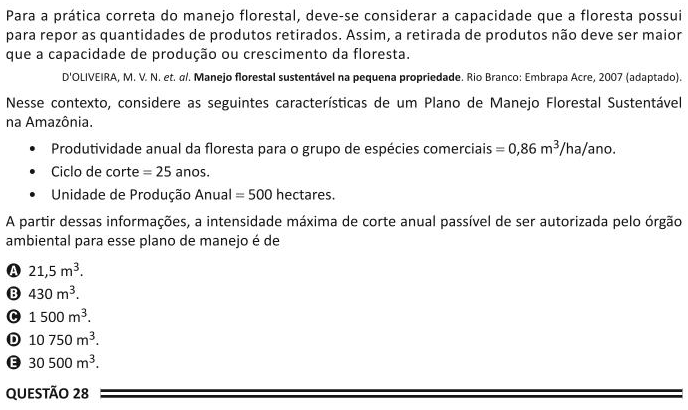 Para a prática correta do manejo florestal, deve-se considerar a capacidade que a floresta possui
para repor as quantidades de produtos retirados. Assim, a retirada de produtos não deve ser maior
que a capacidade de produção ou crescimento da floresta.
D'OLIVEIRA, M. V. N. et. al. Manejo florestal sustentável na pequena propriedade. Rio Branco: Embrapa Acre, 2007 (adaptado).
Nesse contexto, considere as seguintes características de um Plano de Manejo Florestal Sustentável
na Amazônia.
• Produtividade anual da floresta para o grupo de espécies comerciais = 0,86 m³/ha/ano.
• Ciclo de corte = 25 anos.
• Unidade de Produção Anual = 500 hectares.
A partir dessas informações, a intensidade máxima de corte anual passível de ser autorizada pelo órgão
ambiental para esse plano de manejo é de
A 21,5 m³.
B 430 m³.
C 1 500 m³.
D 10 750 m³.
E 30 500 m³.
QUESTÃO 28